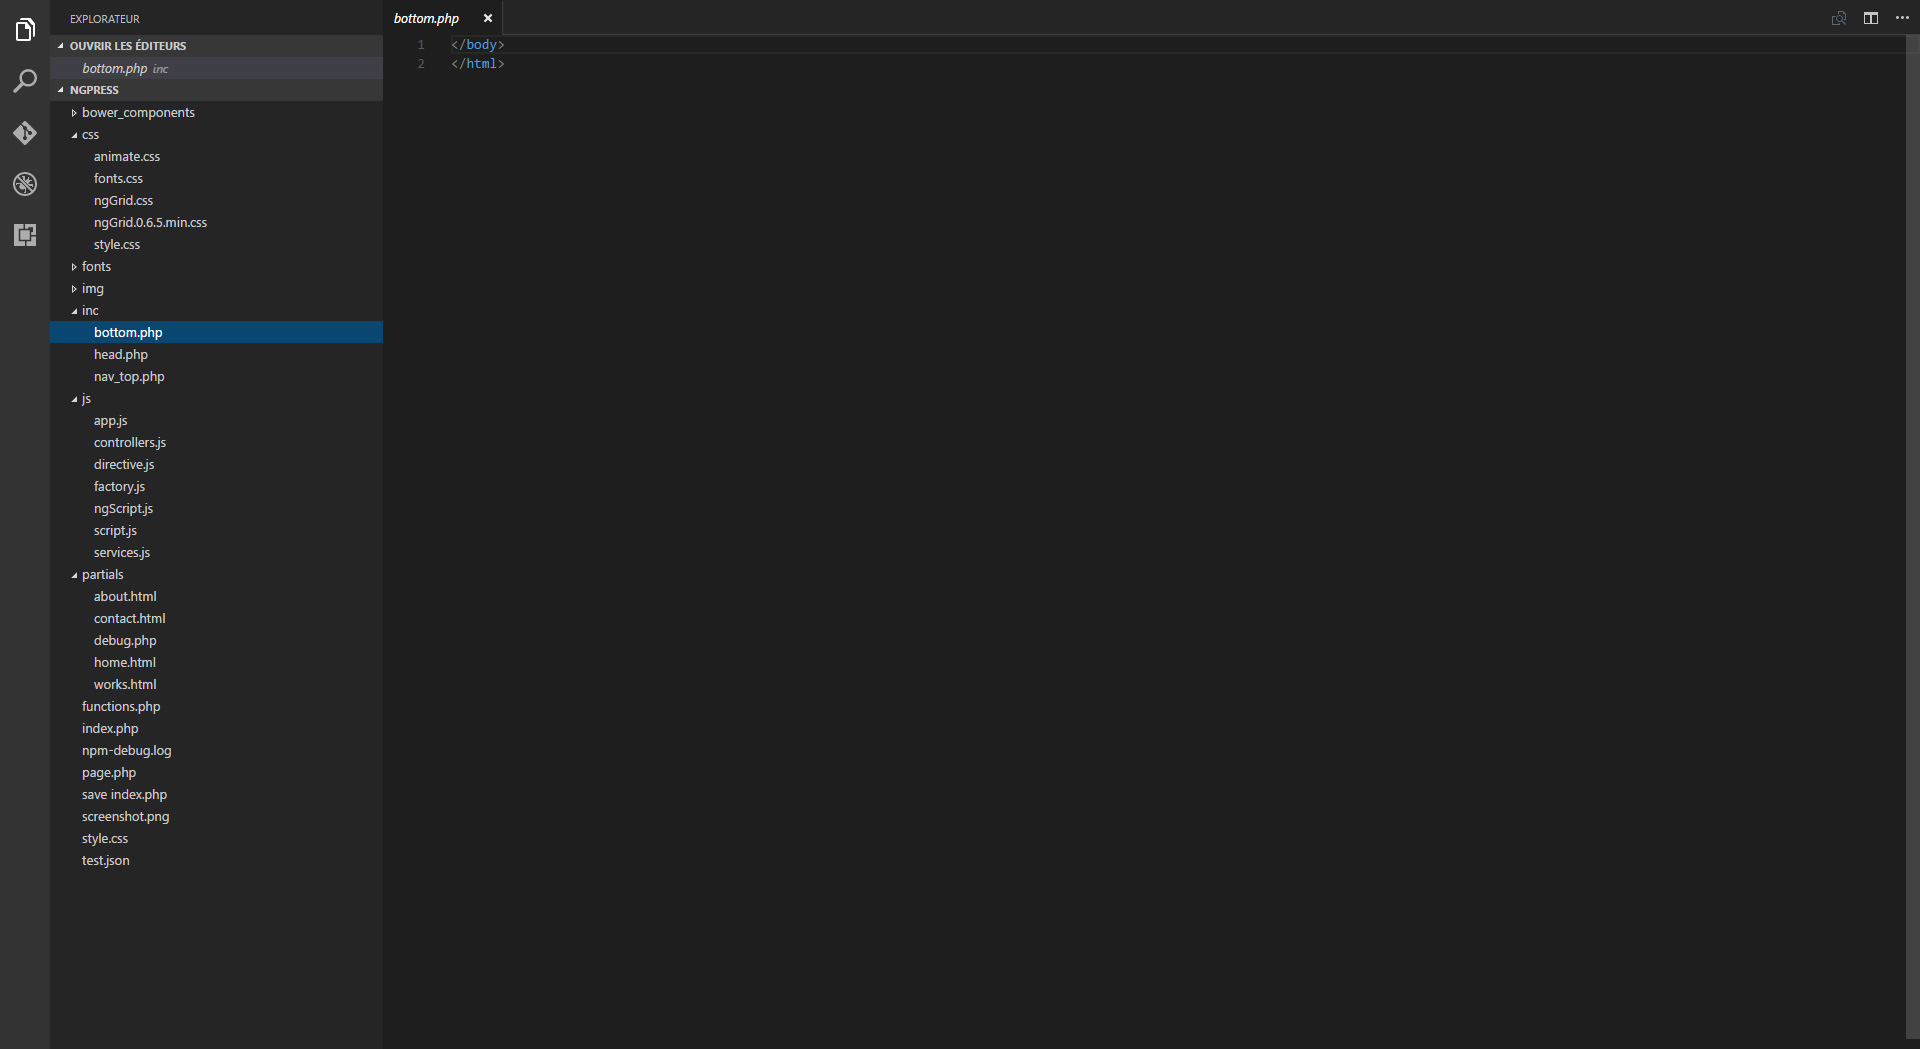 EXPLORATEUR
OUVRIR LES ÉDITEURS
bottom.php inc
NGPRESS
bower_components
css
animate.css
fonts.css
ngGrid.css
ngGrid.0.6.5.min.css
style.css
fonts
img
inc
bottom.php
head.php
nav_top.php
js
app.js
controllers.js
directive.js
factory.js
ngScript.js
script.js
services.js
partials
about.html
contact.html
debug.php
home.html
works.html
functions.php
index.php
npm-debug.log
page.php
save index.php
screenshot.png
style.css
test.json
bottom.php
1 </body>
2 </html>